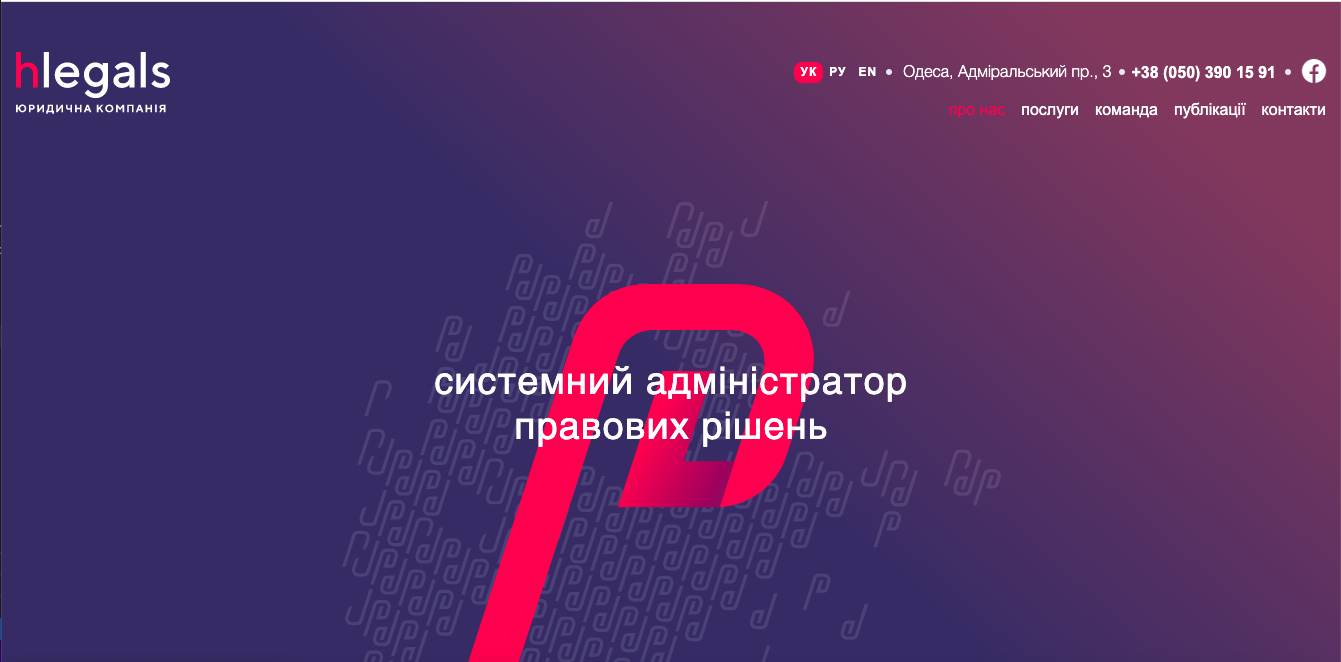 hlegals
ЮРИДИЧНА КОМПАНІЯ
УК РУ EN • Одеса, Адміральський пр., 3 • +38 (050) 390 15 91 •
про нас послуги команда публікації контакти
системний адміністратор
правових рішень